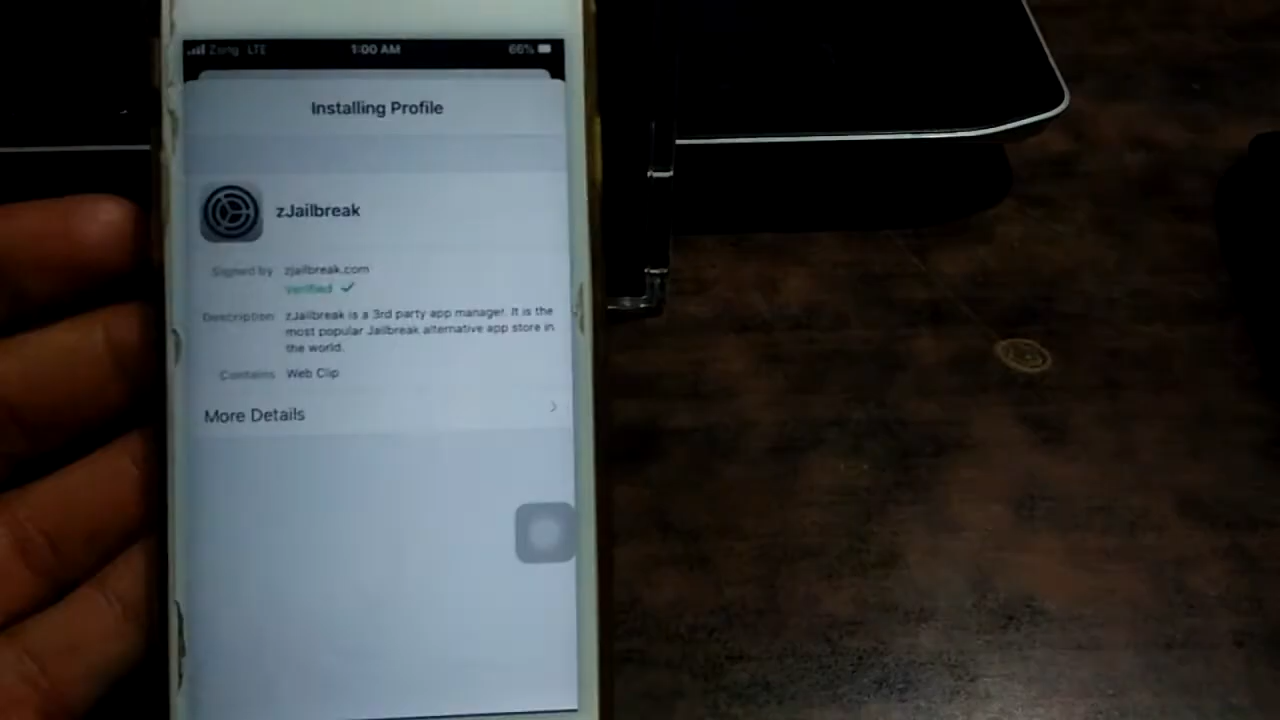 Zong LTE 1:00 AM 66%
Installing Profile
zJailbreak
Signed by zjailbreak.com
Verified ✓
Description zJailbreak is a 3rd party app manager. It is the
most popular Jailbreak alternative app store in
the world.
Contains Web Clip
More Details